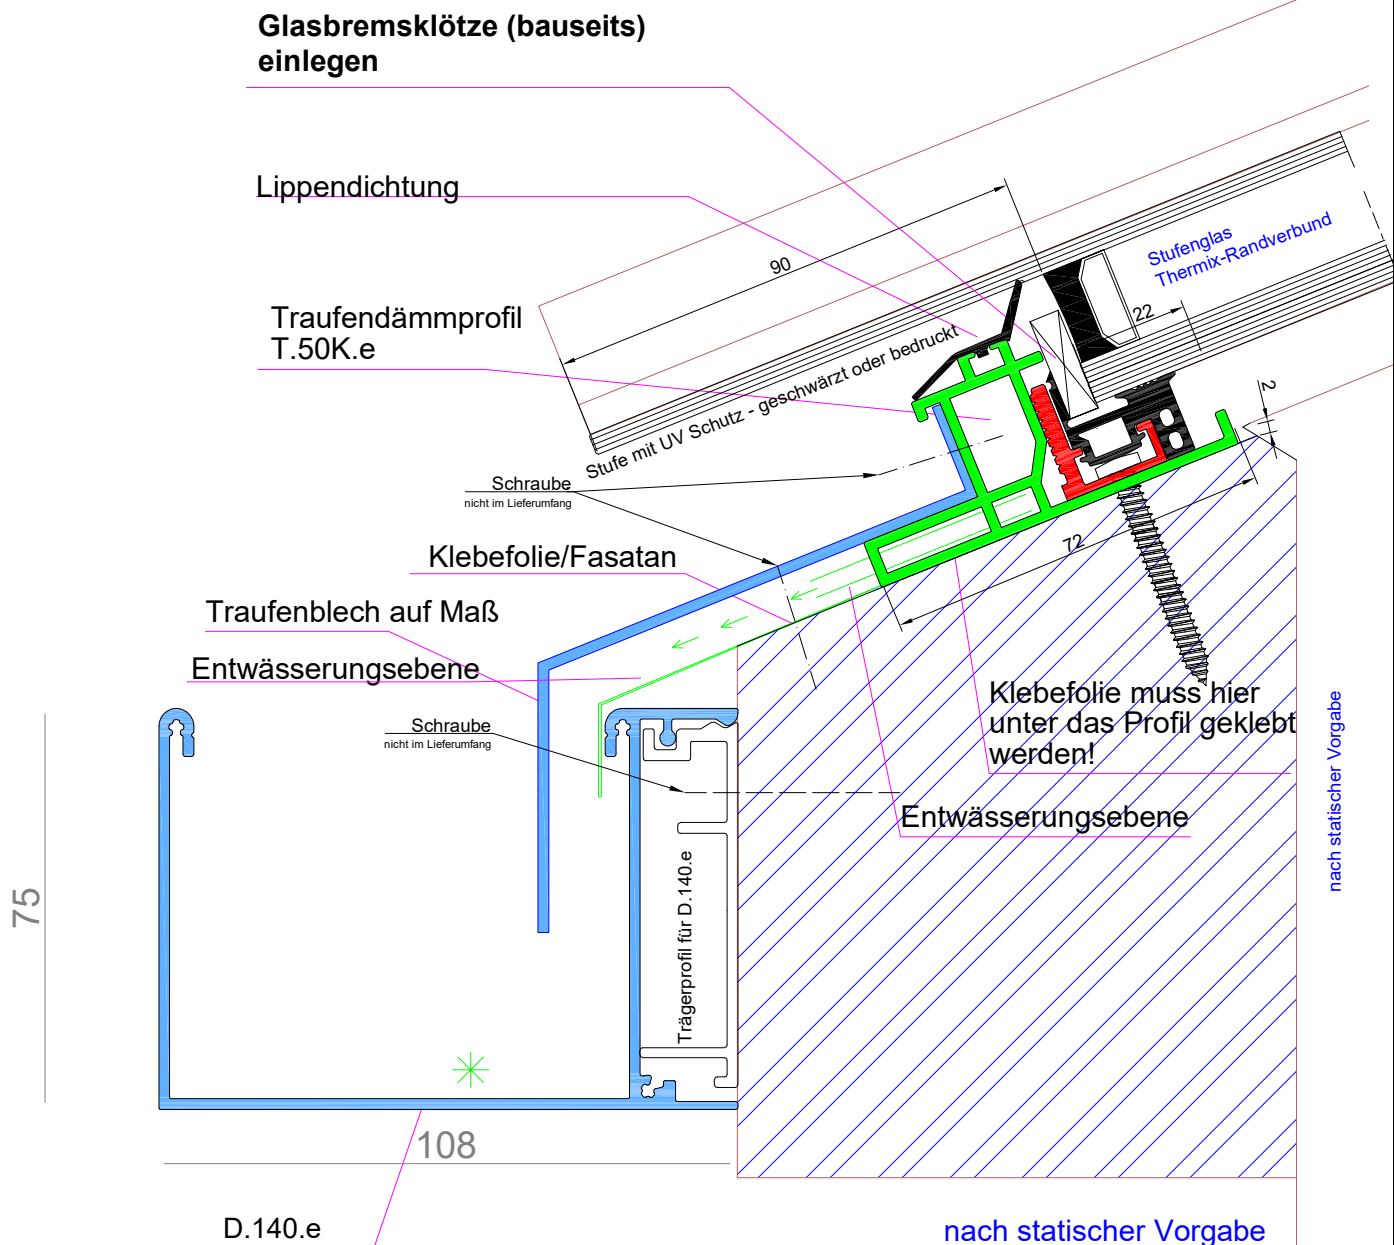 Glasbremsklötze (bauseits)
einlegen
Lippendichtung
90
Stufenglas
Thermix-Randverbund
22
Traufendämmprofil
T.50K.e
Stufe mit UV Schutz - geschwärzt oder bedruckt
2
Schraube
nicht im Lieferumfang
72
Klebefolie/Fasatan
Traufenblech auf Maß
Entwässerungsebene
Klebefolie muss hier
unter das Profil geklebt
werden!
Schraube
nicht im Lieferumfang
Entwässerungsebene
nach statischer Vorgabe
Trägerprofil für D.140.e
75
108
D.140.e
nach statischer Vorgabe